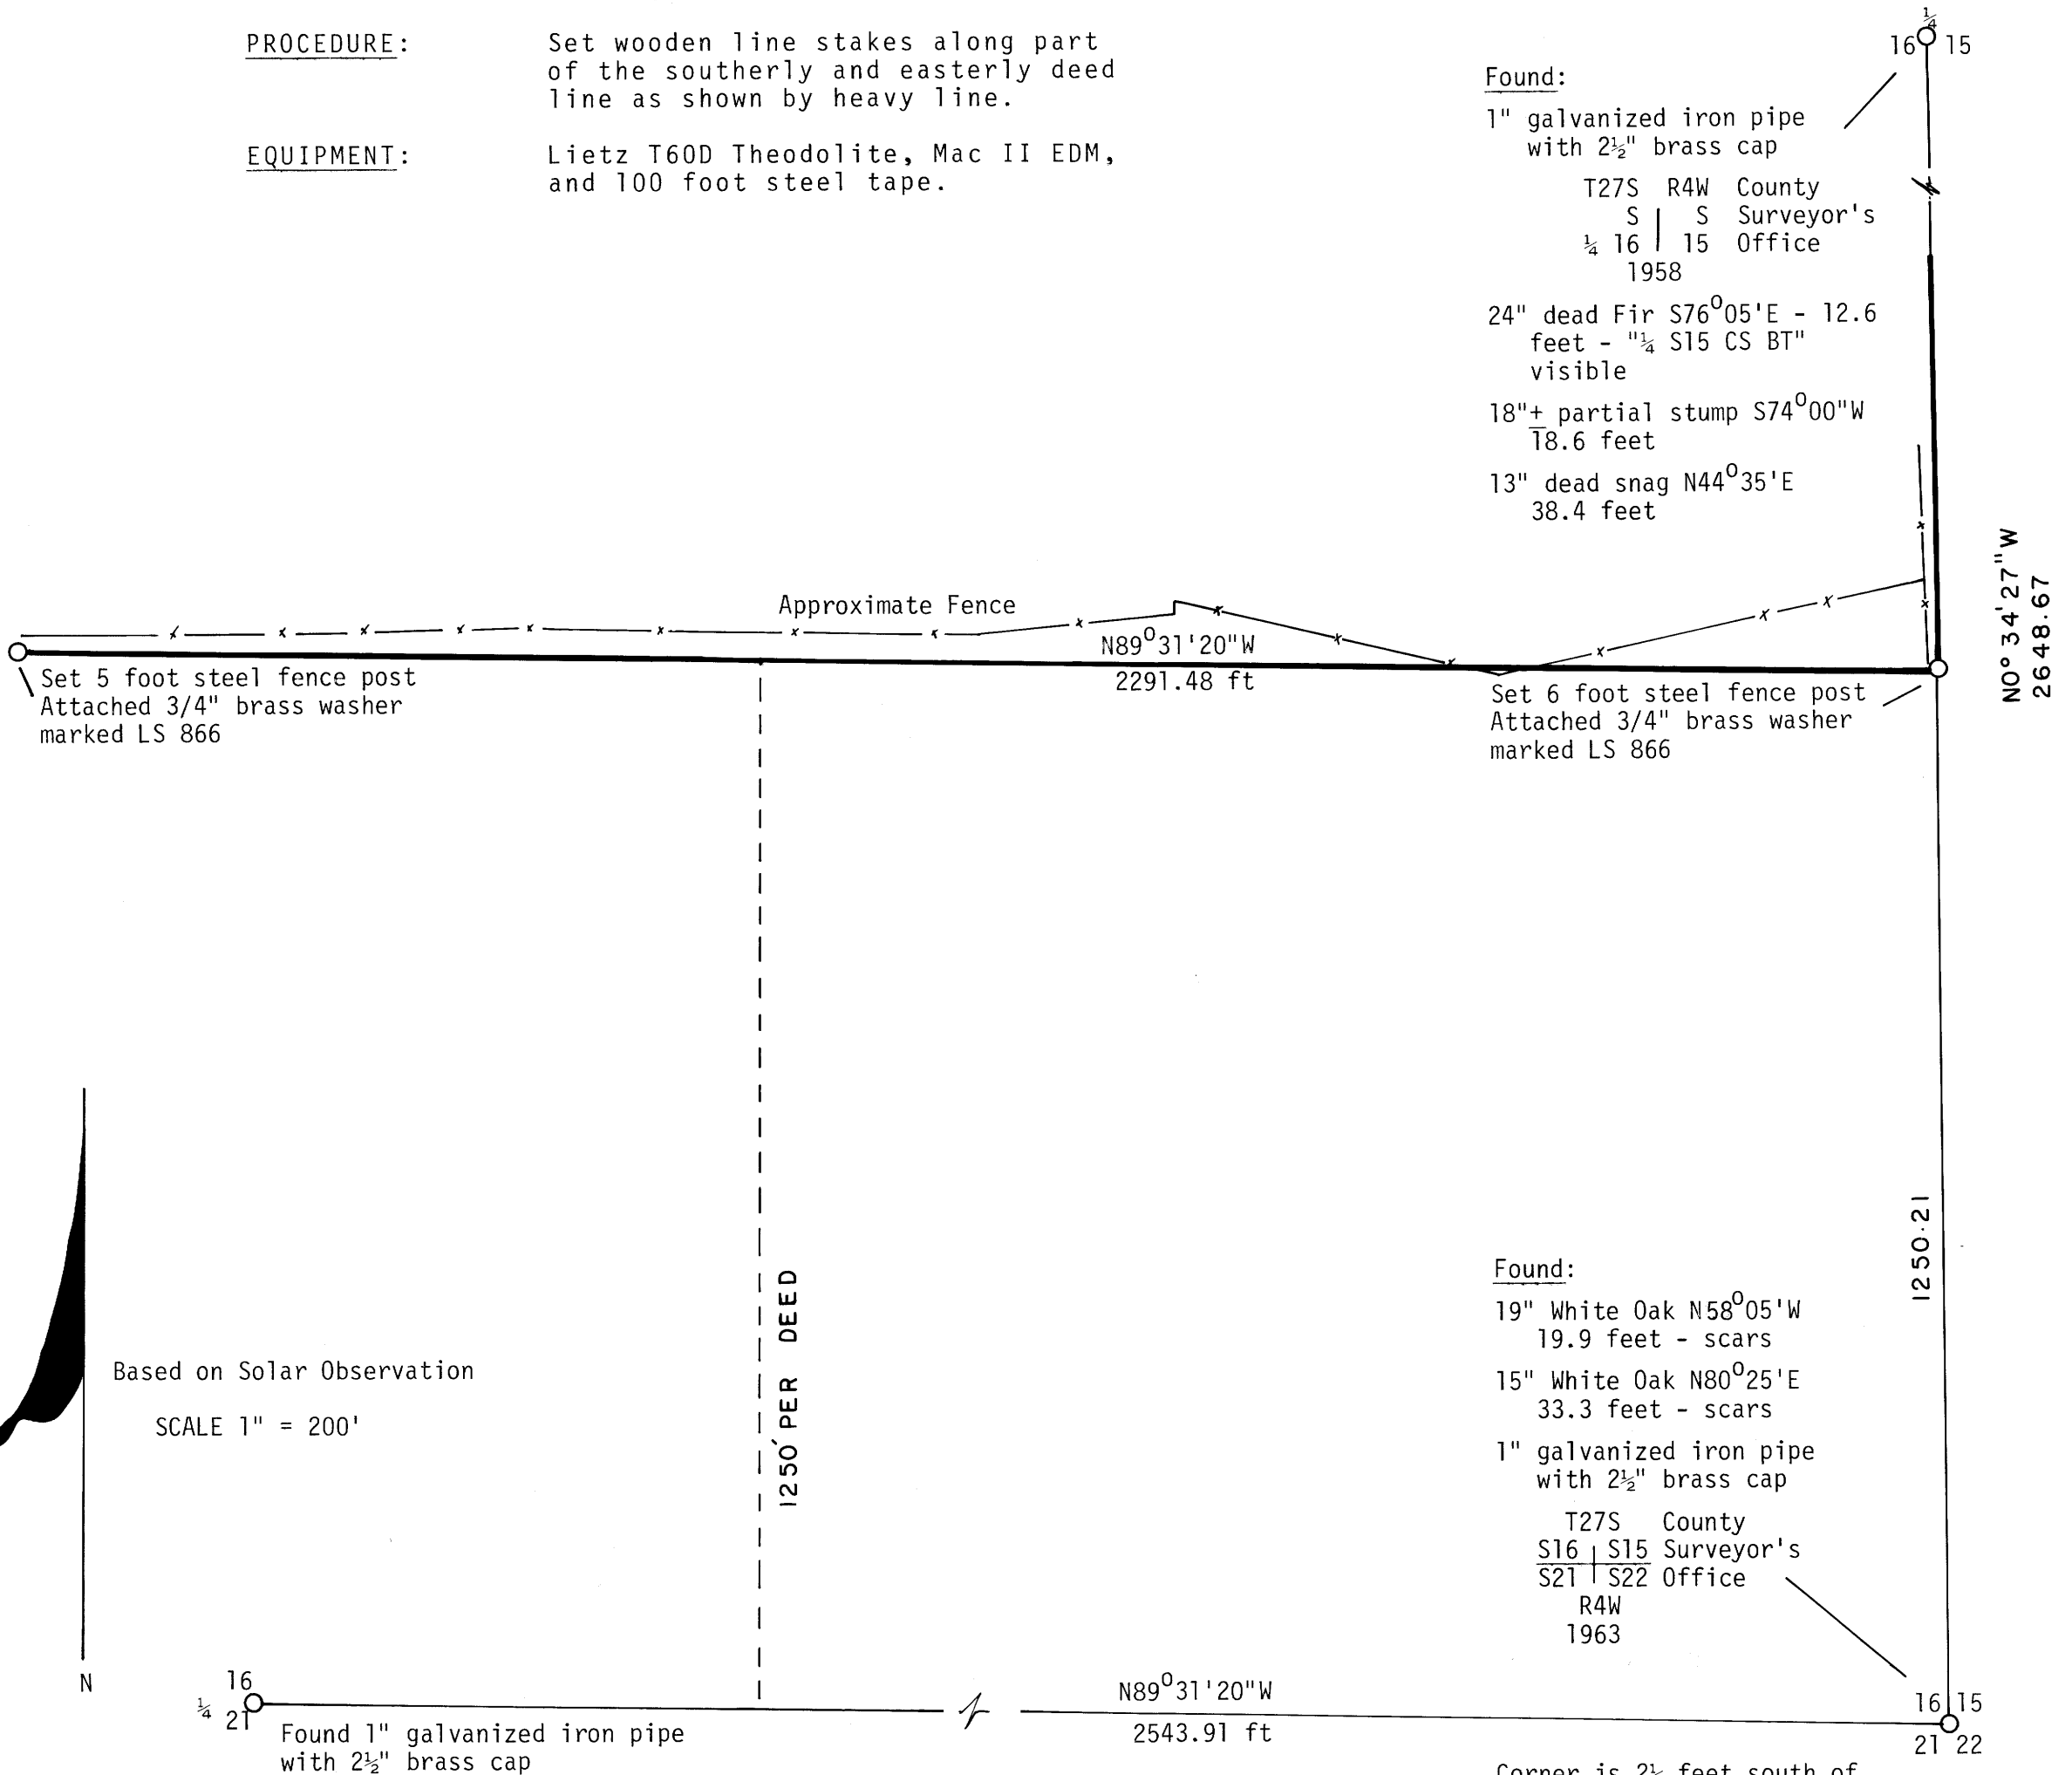 PROCEDURE: Set wooden line stakes along part
of the southerly and easterly deed
line as shown by heavy line.
EQUIPMENT: Lietz T60D Theodolite, Mac II EDM,
and 100 foot steel tape.
¼
16 15
Found:
1" galvanized iron pipe
with 2½" brass cap
T27S R4W County
S | S Surveyor's
¼ 16 | 15 Office
1958
24" dead Fir S76°05'E - 12.6
feet - "¼ S15 CS BT"
visible
18"± partial stump S74°00"W
18.6 feet
13" dead snag N44°35'E
38.4 feet
N0° 34' 27" W
2648.67
Approximate Fence
N89°31'20"W
2291.48 ft
Set 5 foot steel fence post
Attached 3/4" brass washer
marked LS 866
Set 6 foot steel fence post
Attached 3/4" brass washer
marked LS 866
1250.21
1250' PER DEED
Based on Solar Observation
SCALE 1" = 200'
N
Found:
19" White Oak N58°05'W
19.9 feet - scars
15" White Oak N80°25'E
33.3 feet - scars
1" galvanized iron pipe
with 2½" brass cap
T27S County
S16 | S15 Surveyor's
S21 | S22 Office
R4W
1963
16
¼
21
Found 1" galvanized iron pipe
with 2½" brass cap
N89°31'20"W
2543.91 ft
16 15
21 22
Corner is 2½ feet south of